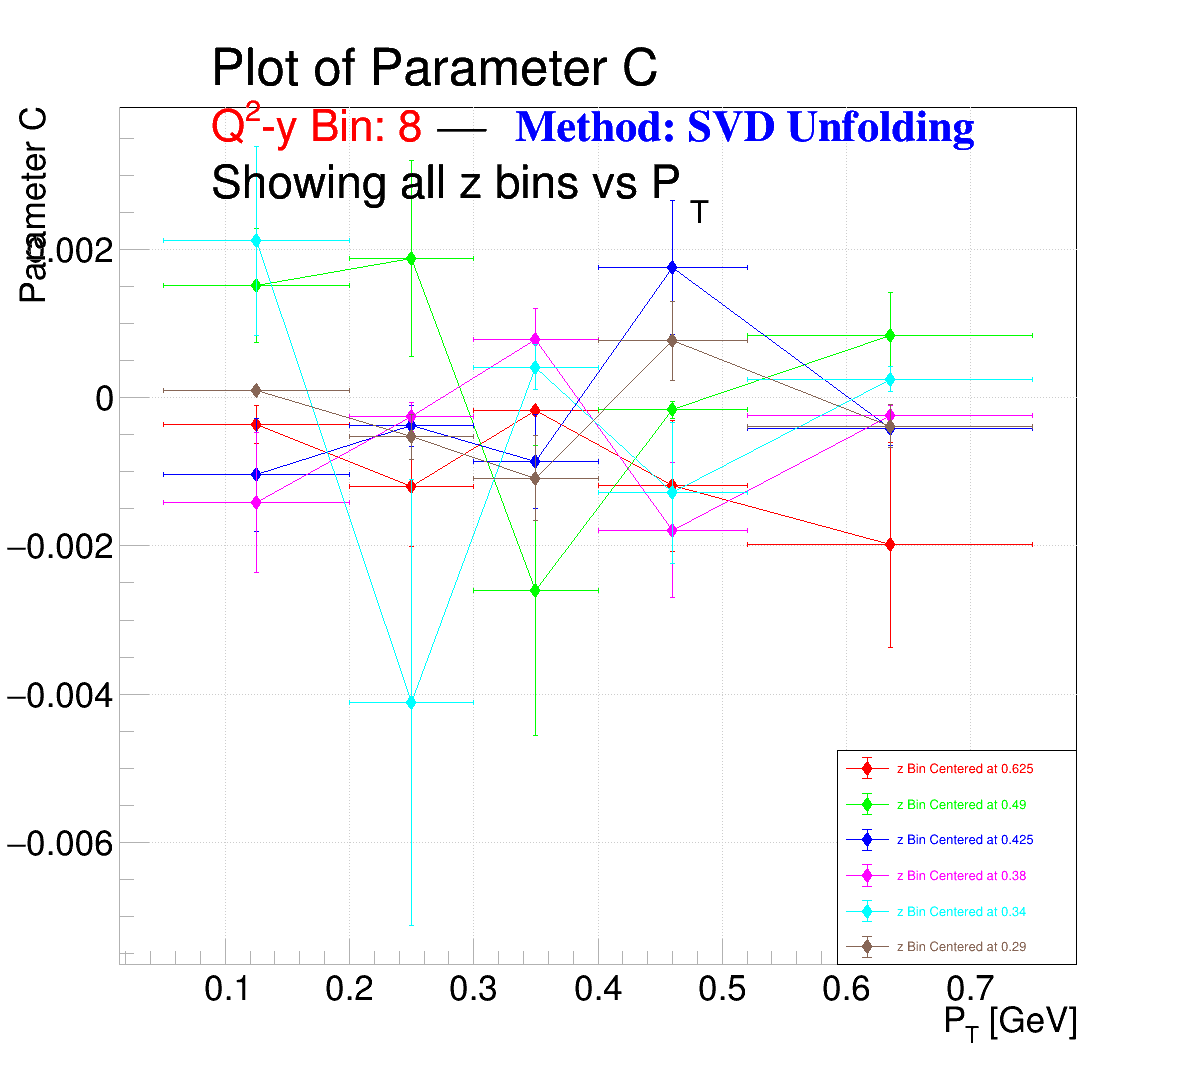 Plot of Parameter C
Q²-y Bin: 8 — Method: SVD Unfolding
Showing all z bins vs P_T
Parameter C
0.002
0
−0.002
−0.004
−0.006
z Bin Centered at 0.625
z Bin Centered at 0.49
z Bin Centered at 0.425
z Bin Centered at 0.38
z Bin Centered at 0.34
z Bin Centered at 0.29
0.1 0.2 0.3 0.4 0.5 0.6 0.7
P_T [GeV]